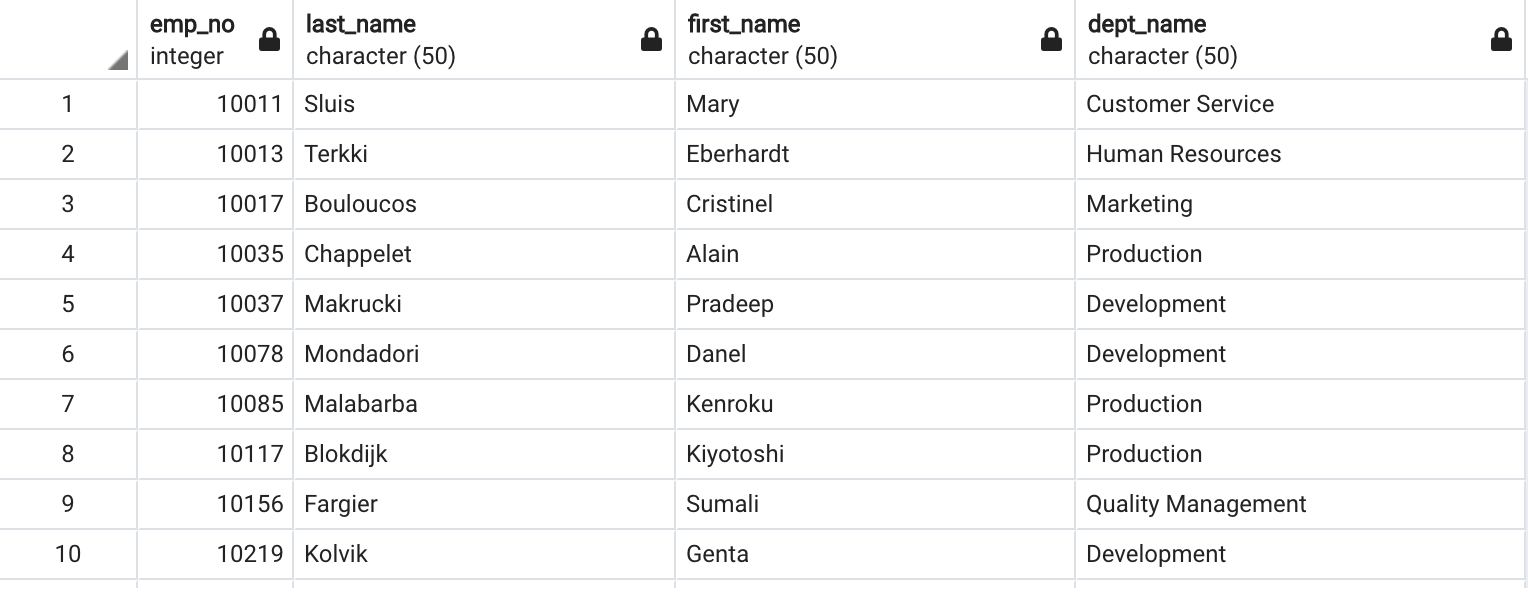 emp_no last_name first_name dept_name
integer character (50) character (50) character (50)
1 10011 Sluis Mary Customer Service
2 10013 Terkki Eberhardt Human Resources
3 10017 Bouloucos Cristinel Marketing
4 10035 Chappelet Alain Production
5 10037 Makrucki Pradeep Development
6 10078 Mondadori Danel Development
7 10085 Malabarba Kenroku Production
8 10117 Blokdijk Kiyotoshi Production
9 10156 Fargier Sumali Quality Management
10 10219 Kolvik Genta Development